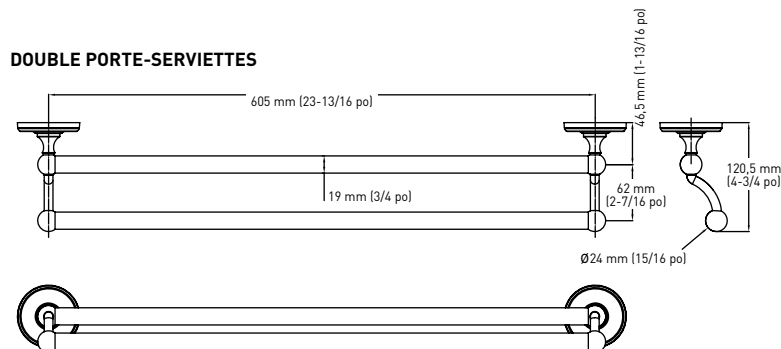 DOUBLE PORTE-SERVIETTES
605 mm (23-13/16 po)
46,5 mm (1-13/16 po)
19 mm (3/4 po)
62 mm
(2-7/16 po)
120,5 mm
(4-3/4 po)
Ø24 mm (15/16 po)